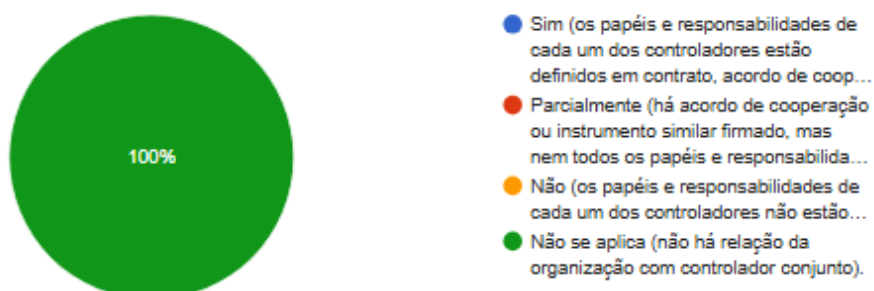 100%
Sim (os papéis e responsabilidades de
cada um dos controladores estão
definidos em contrato, acordo de coop…
Parcialmente (há acordo de cooperação
ou instrumento similar firmado, mas
nem todos os papéis e responsabilida…
Não (os papéis e responsabilidades de
cada um dos controladores não estão…
Não se aplica (não há relação da
organização com controlador conjunto).